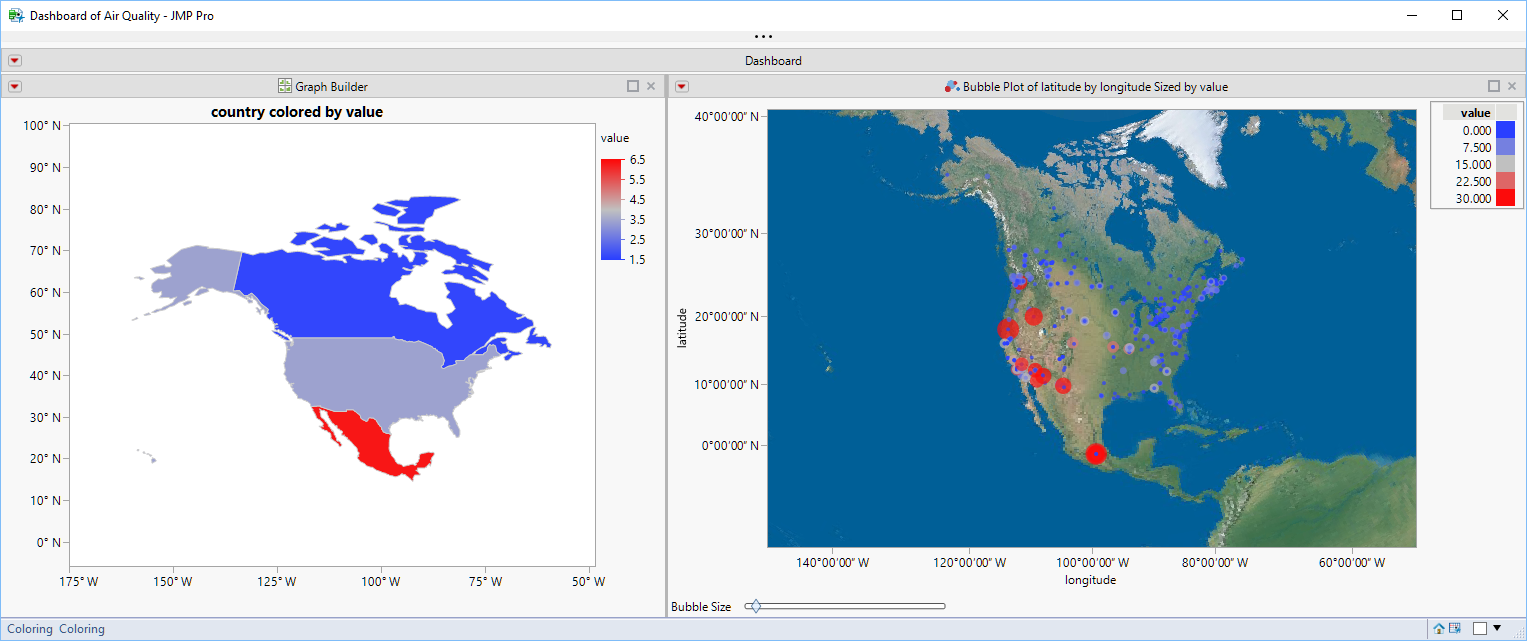 Dashboard of Air Quality - JMP Pro
Dashboard
Graph Builder
country colored by value
100° N
90° N
80° N
70° N
60° N
50° N
40° N
30° N
20° N
10° N
0° N
175° W
150° W
125° W
100° W
75° W
50° W
value
6.5
5.5
4.5
3.5
2.5
1.5
Bubble Plot of latitude by longitude Sized by value
latitude
40°00'00" N
30°00'00" N
20°00'00" N
10°00'00" N
0°00'00" N
140°00'00" W
120°00'00" W
100°00'00" W
80°00'00" W
60°00'00" W
longitude
value
0.000
7.500
15.000
22.500
30.000
Bubble Size
Coloring Coloring